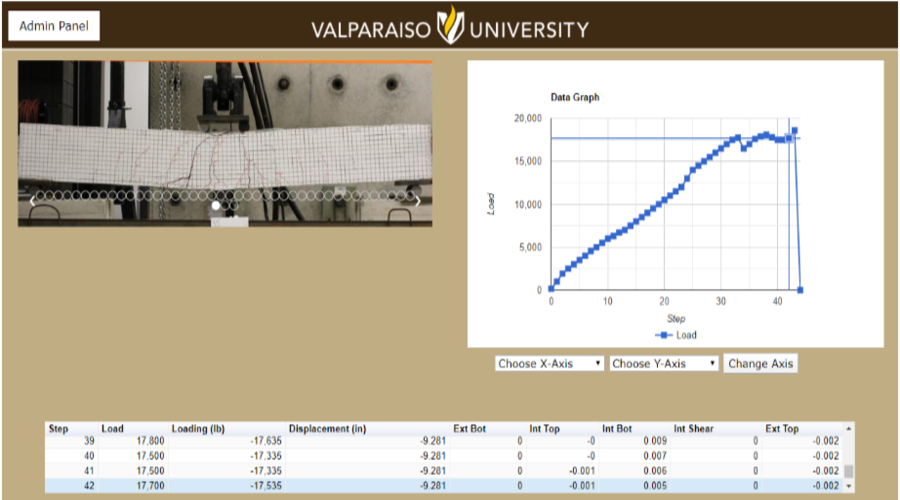 Admin Panel
VALPARAISO UNIVERSITY
Data Graph
20,000
15,000
10,000
5,000
0
Load
0 10 20 30 40
Step
Load
Choose X-Axis Choose Y-Axis Change Axis
Step Load Loading (lb) Displacement (in) Ext Bot Int Top Int Bot Int Shear Ext Top
39 17,800 -17,635 -9.281 0 -0 0.009 0 -0.002
40 17,500 -17,335 -9.281 0 -0 0.007 0 -0.002
41 17,500 -17,335 -9.281 0 -0.001 0.006 0 -0.002
42 17,700 -17,535 -9.281 0 -0.001 0.005 0 -0.002